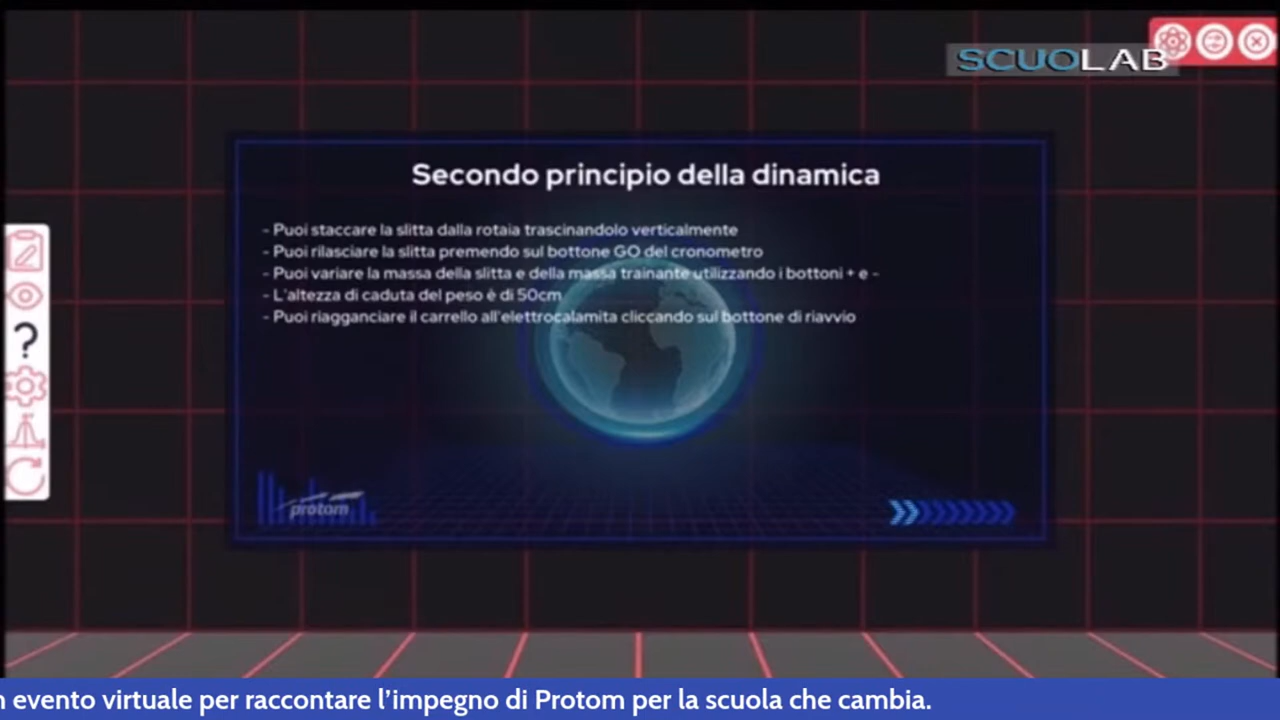 SCUOLAB
Secondo principio della dinamica
- Puoi staccare la slitta dalla rotaia trascinandolo verticalmente
- Puoi rilasciare la slitta premendo sul bottone GO del cronometro
- Puoi variare la massa della slitta e della massa trainante utilizzando i bottoni + e -
- L'altezza di caduta del peso è di 50cm
- Puoi riagganciare il carrello all'elettrocalamita cliccando sul bottone di riavvio
?
protom
evento virtuale per raccontare l'impegno di Protom per la scuola che cambia.